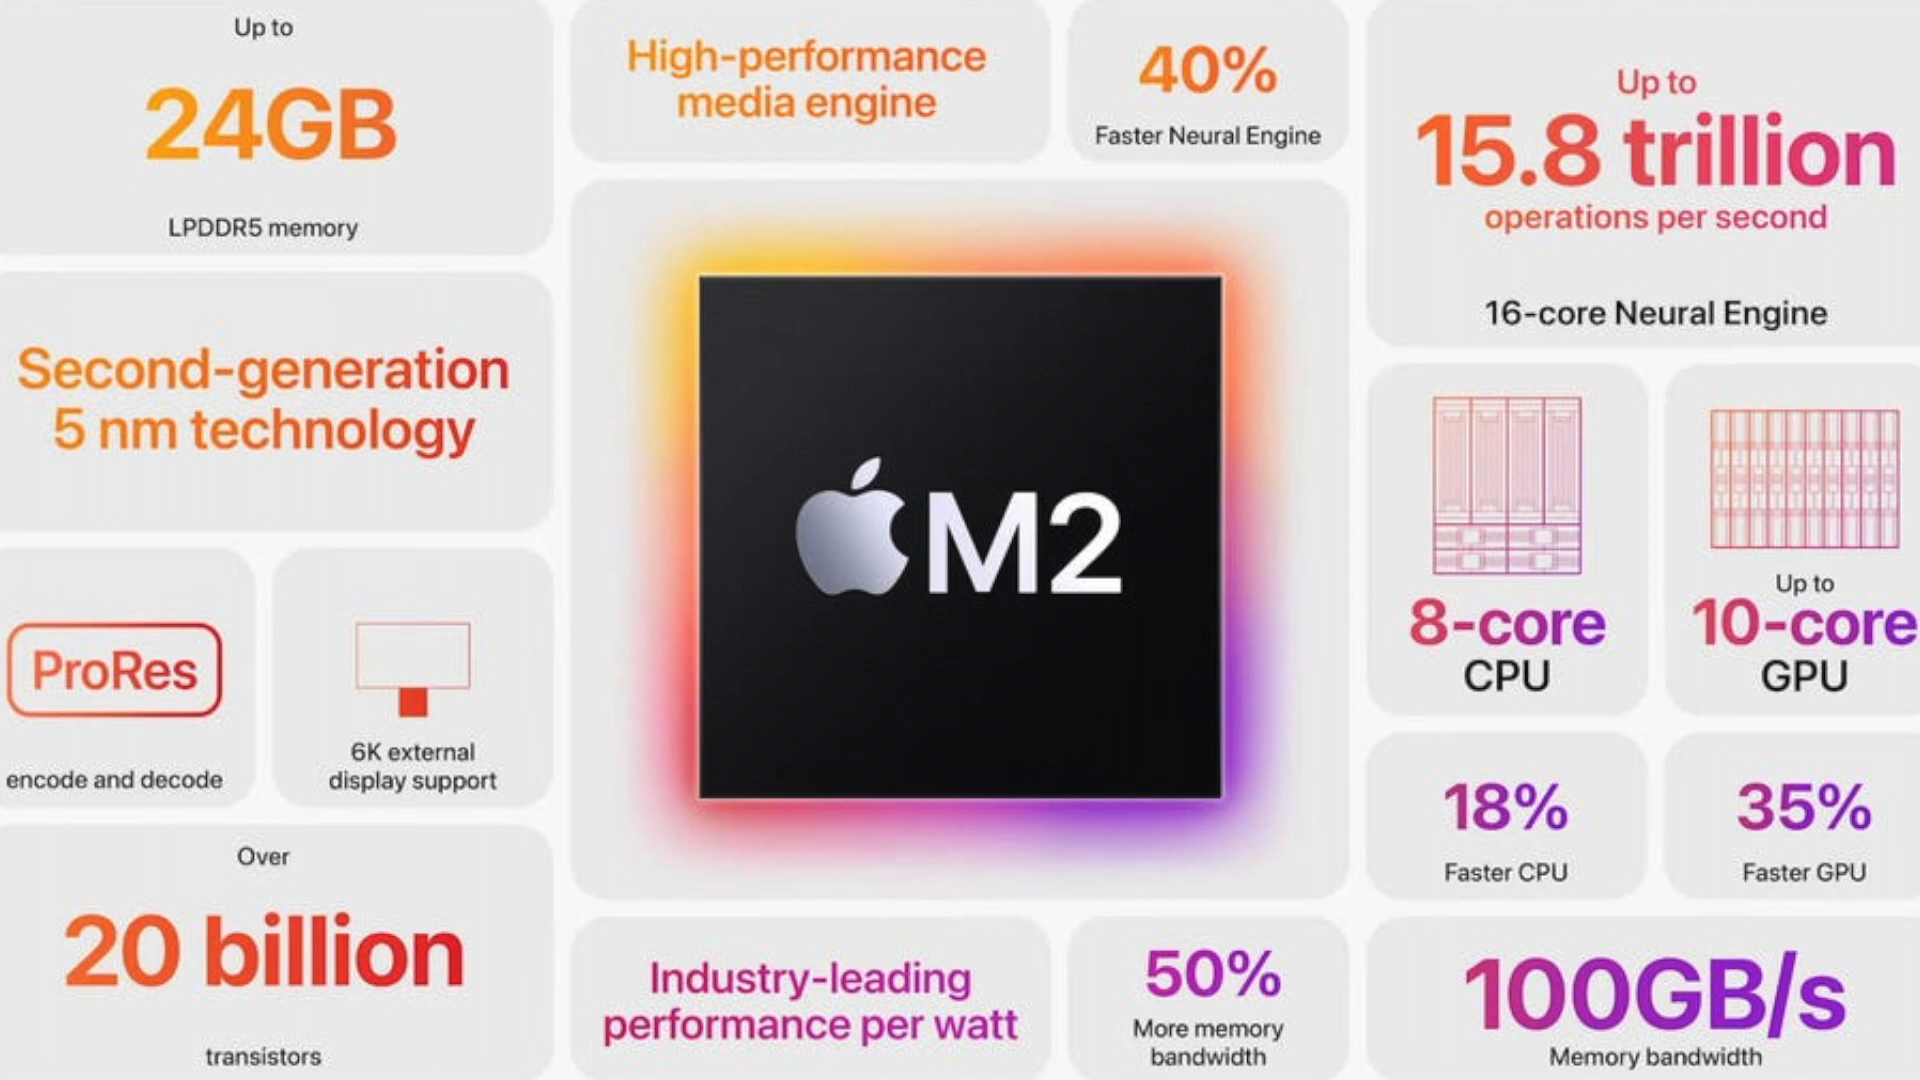 Up to
24GB
LPDDR5 memory
High-performance
media engine
40%
Faster Neural Engine
Up to
15.8 trillion
operations per second
16-core Neural Engine
Second-generation
5 nm technology
M2
8-core
CPU
Up to
10-core
GPU
ProRes
encode and decode
6K external
display support
18%
Faster CPU
35%
Faster GPU
Over
20 billion
transistors
Industry-leading
performance per watt
50%
More memory
bandwidth
100GB/s
Memory bandwidth